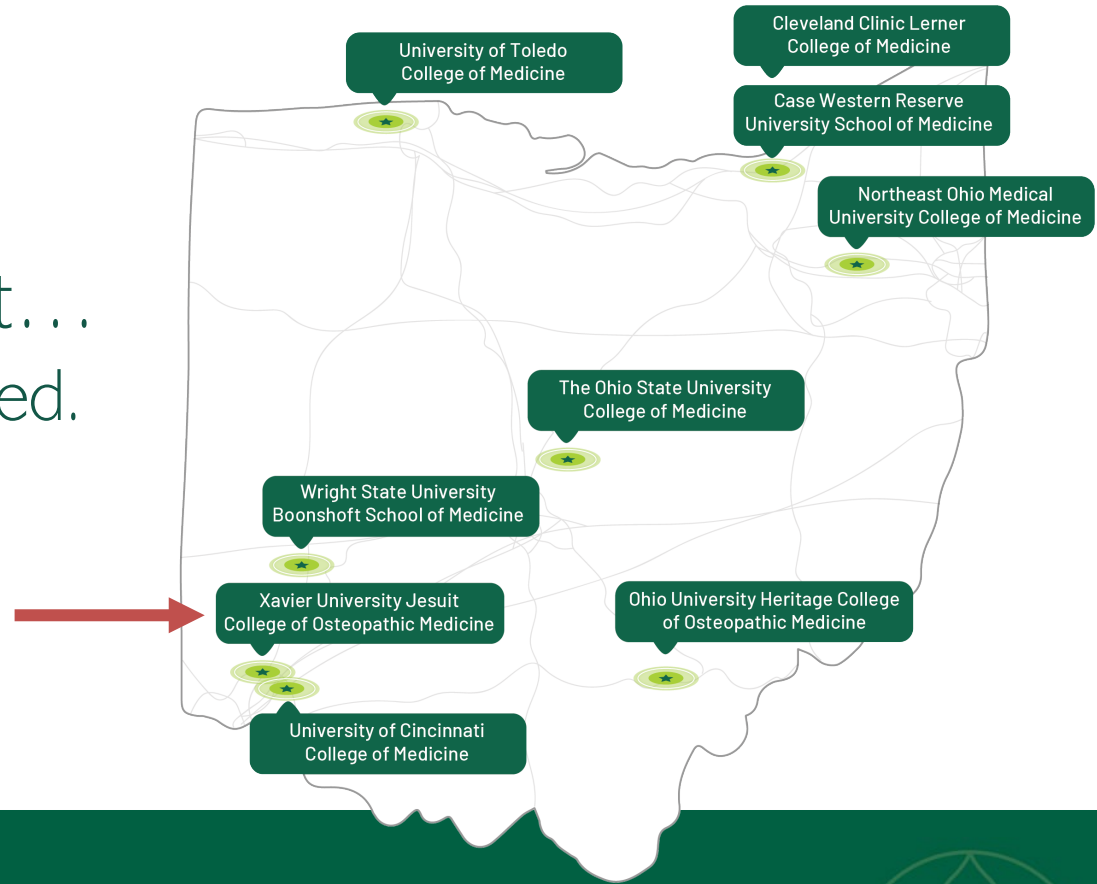 Cleveland Clinic Lerner
College of Medicine
University of Toledo
College of Medicine
Case Western Reserve
University School of Medicine
Northeast Ohio Medical
University College of Medicine
t...
ed.
The Ohio State University
College of Medicine
Wright State University
Boonshoft School of Medicine
Xavier University Jesuit
College of Osteopathic Medicine
Ohio University Heritage College
of Osteopathic Medicine
University of Cincinnati
College of Medicine